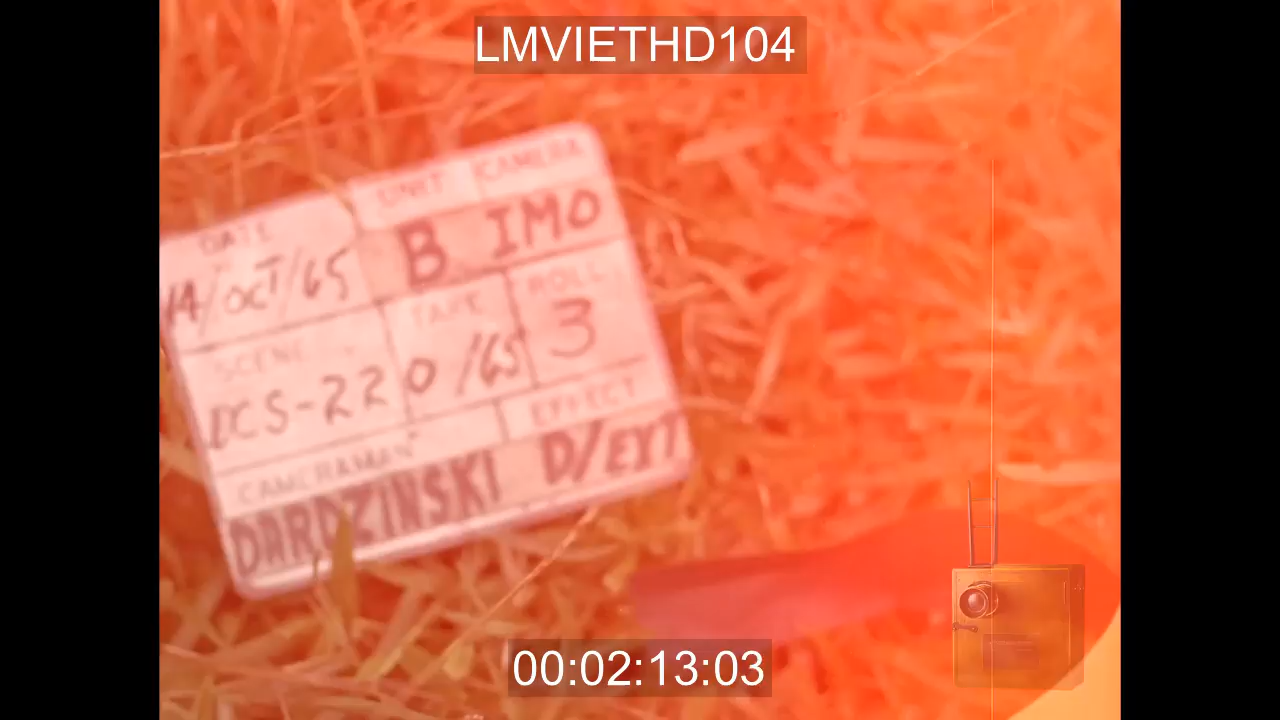 LMVIETHD104
UNIT CAMERA
DATE B IMO
14/OCT/65
TAKE ROLL
SCENE 0/65 3
DCS-22
EFFECT
CAMERAMAN D/EXT
DARDZINSKI
00:02:13:03